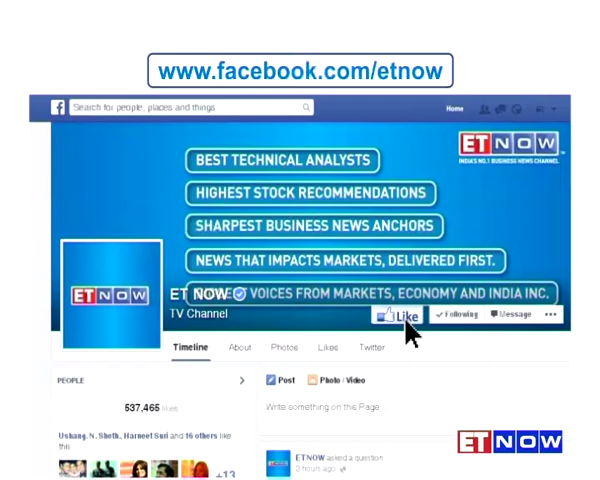 www.facebook.com/etnow
Search for people, places and things
Home
ET NOW
INDIA'S NO.1 BUSINESS NEWS CHANNEL
BEST TECHNICAL ANALYSTS
HIGHEST STOCK RECOMMENDATIONS
SHARPEST BUSINESS NEWS ANCHORS
NEWS THAT IMPACTS MARKETS, DELIVERED FIRST.
VOICES FROM MARKETS, ECONOMY AND INDIA INC.
ET NOW
ET NOW
TV Channel
Like
Following
Message
Timeline About Photos Likes Twitter
PEOPLE
Post
Photo / Video
537,465 likes
Write something on this Page
Ushang. N. Sheth., Harneet Suri and 16 others like
this
+13
ETNOW asked a question
2 hours ago
ET NOW